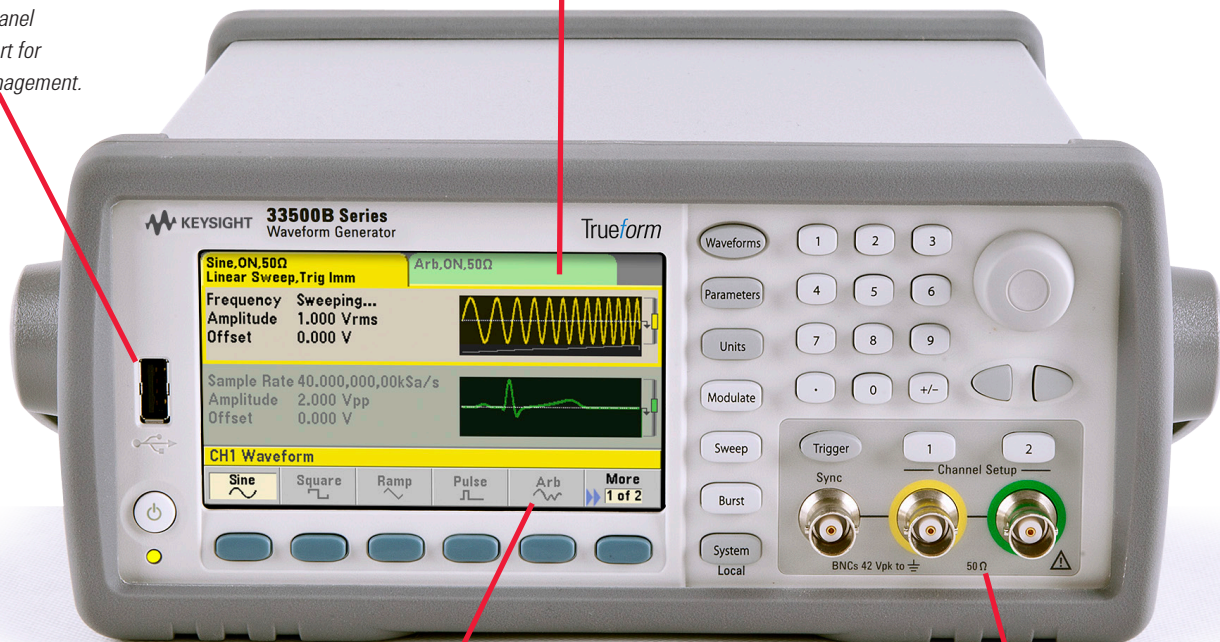 rt for
nagement.
KEYSIGHT 33500B Series
Waveform Generator
Trueform
Sine,ON,50Ω
Linear Sweep,Trig Imm
Arb,ON,50Ω
Frequency Sweeping...
Amplitude 1.000 Vrms
Offset 0.000 V
Sample Rate 40.000,000,00kSa/s
Amplitude 2.000 Vpp
Offset 0.000 V
CH1 Waveform
Sine Square Ramp Pulse Arb More
1 of 2
Waveforms 1 2 3
Parameters 4 5 6
Units 7 8 9
Modulate . 0 +/−
Sweep Trigger 1 2
Channel Setup
Sync
Burst
System
Local
BNCs 42 Vpk to 50 Ω